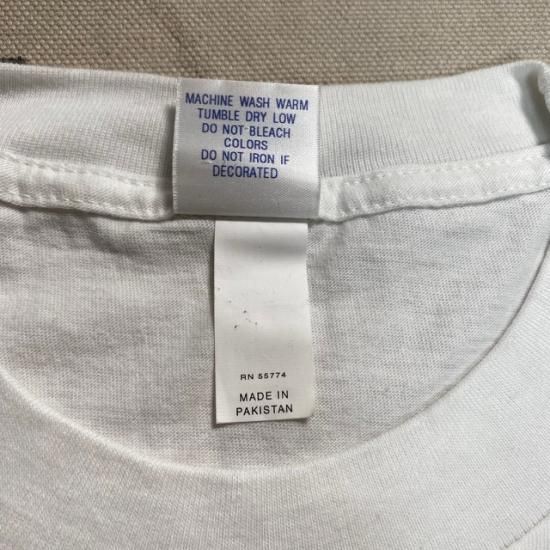 MACHINE WASH WARM
TUMBLE DRY LOW
DO NOT BLEACH
COLORS
DO NOT IRON IF
DECORATED
RN 55774
MADE IN
PAKISTAN